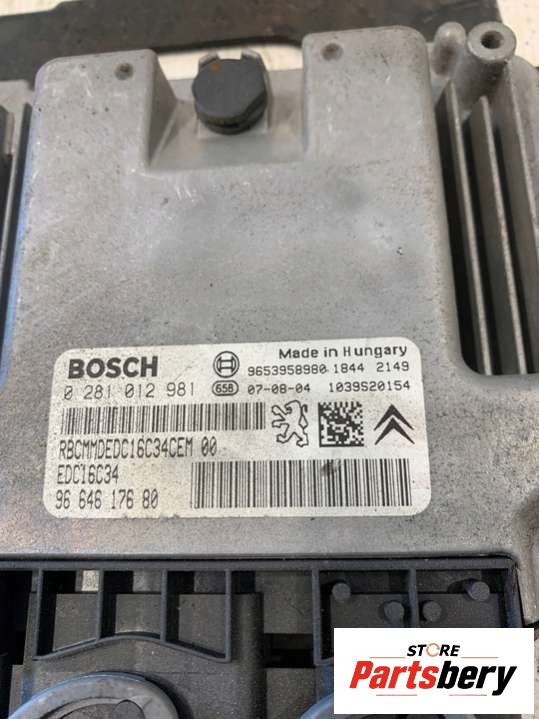 BOSCH
Made in Hungary
9653958980 1844 2149
0 281 012 981 658 07-08-04 1039S20154
RBCMMDEDC16C34CEM 00
EDC16C34
96 646 176 80
STORE
Partsbery